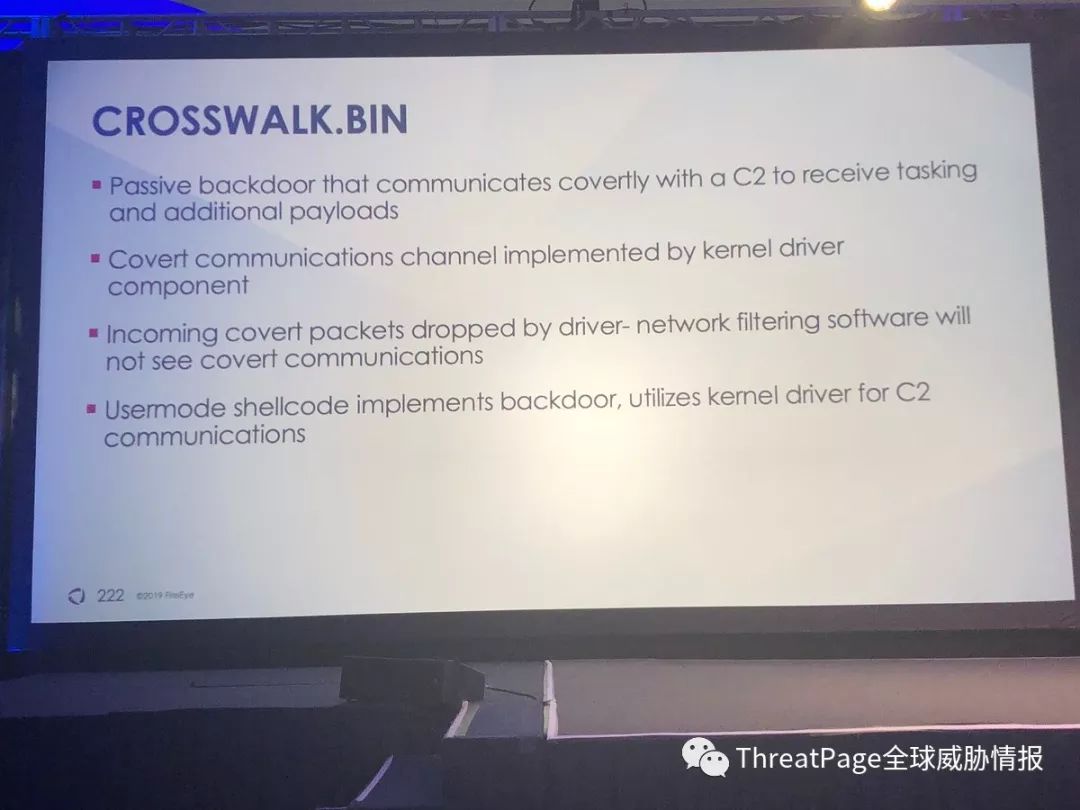 CROSSWALK.BIN
▪ Passive backdoor that communicates covertly with a C2 to receive tasking
and additional payloads
▪ Covert communications channel implemented by kernel driver
component
▪ Incoming covert packets dropped by driver- network filtering software will
not see covert communications
▪ Usermode shellcode implements backdoor, utilizes kernel driver for C2
communications
222 ©2019 FireEye
ThreatPage全球威胁情报